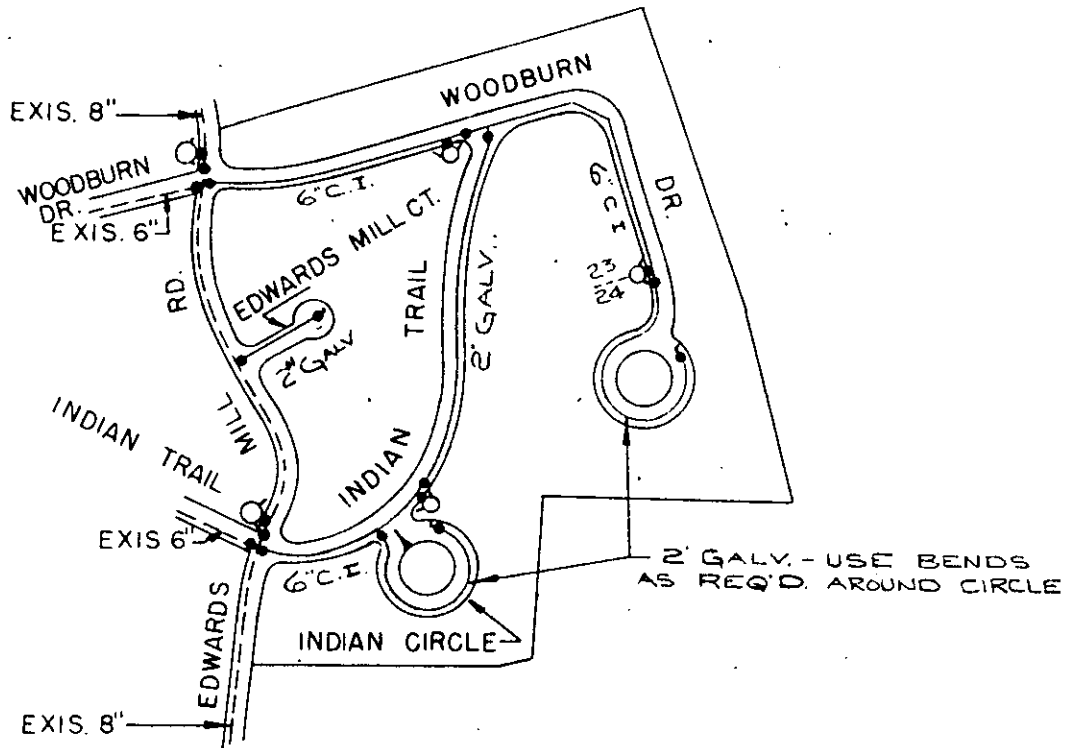 WOODBURN
EXIS. 8"
WOODBURN
DR.
EXIS. 6"
6" C.I.
EDWARDS MILL CT.
6" C I
DR.
RD.
TRAIL
2" GALV.
23
24
2" GALV
MILL
INDIAN TRAIL
INDIAN
EXIS 6"
6" C.I.
2' GALV. - USE BENDS
AS REQ'D. AROUND CIRCLE
EDWARDS
INDIAN CIRCLE
EXIS. 8"